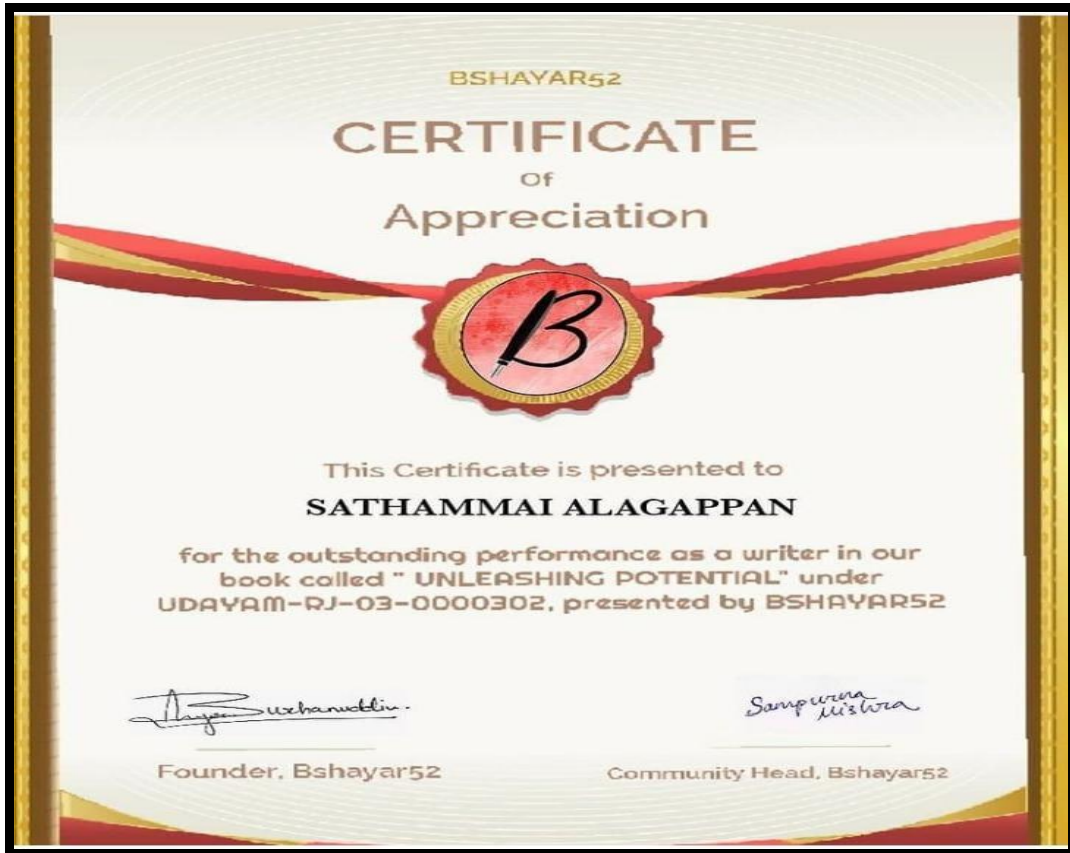 BSHAYAR52
CERTIFICATE
Of
Appreciation
B
This Certificate is presented to
SATHAMMAI ALAGAPPAN
for the outstanding performance as a writer in our
book called " UNLEASHING POTENTIAL" under
UDAYAM-RJ-03-0000302, presented by BSHAYAR52
Burhanuddin.
Sampurna
Mishra
Founder, Bshayar52
Community Head, Bshayar52